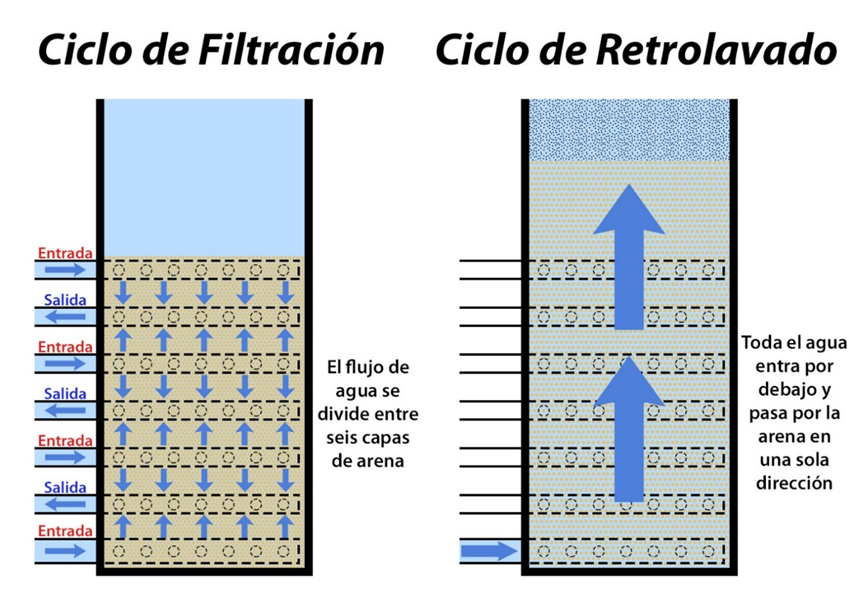 Ciclo de Filtración
Ciclo de Retrolavado
Entrada
Salida
Entrada
Salida
Entrada
Salida
Entrada
El flujo de
agua se
divide entre
seis capas
de arena
Toda el agua
entra por
debajo y
pasa por la
arena en
una sola
dirección